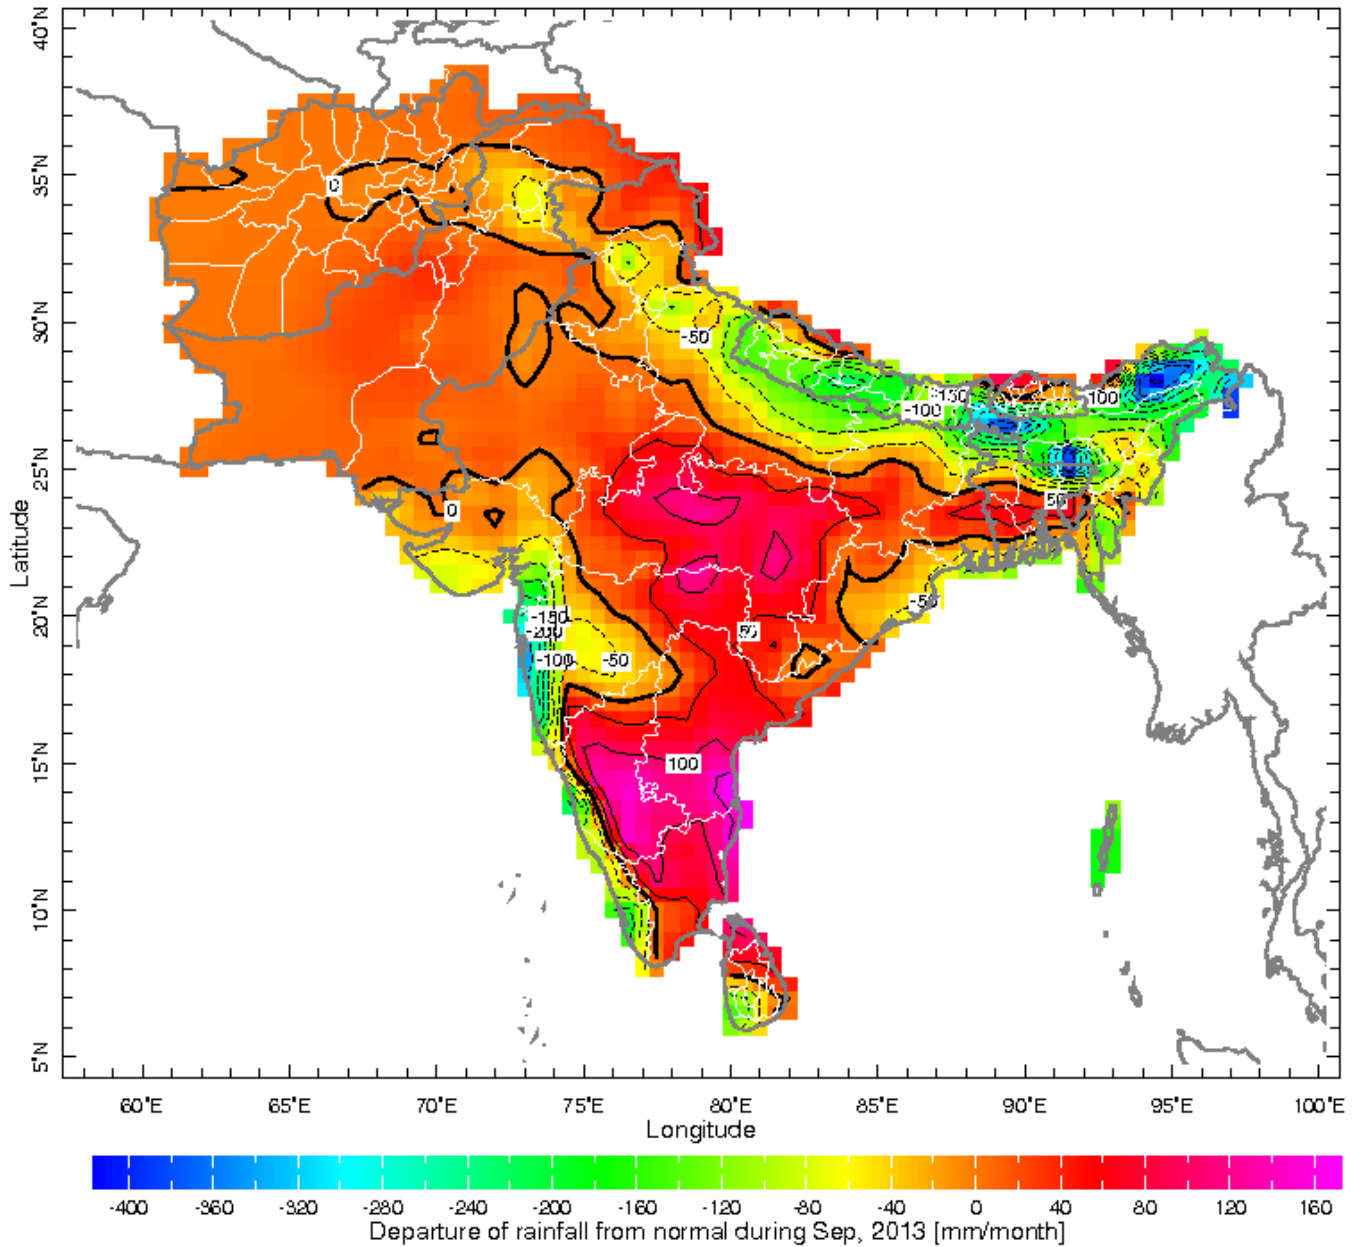 40°N
35°N
30°N
25°N
20°N
15°N
10°N
5°N
Latitude
0
-50
-150
-100
100
50
0
-50
-150
-200
-100
-50
50
100
60°E
65°E
70°E
75°E
80°E
85°E
90°E
95°E
100°E
Longitude
-400 -360 -320 -280 -240 -200 -160 -120 -80 -40 0 40 80 120 160
Departure of rainfall from normal during Sep, 2013 [mm/month]